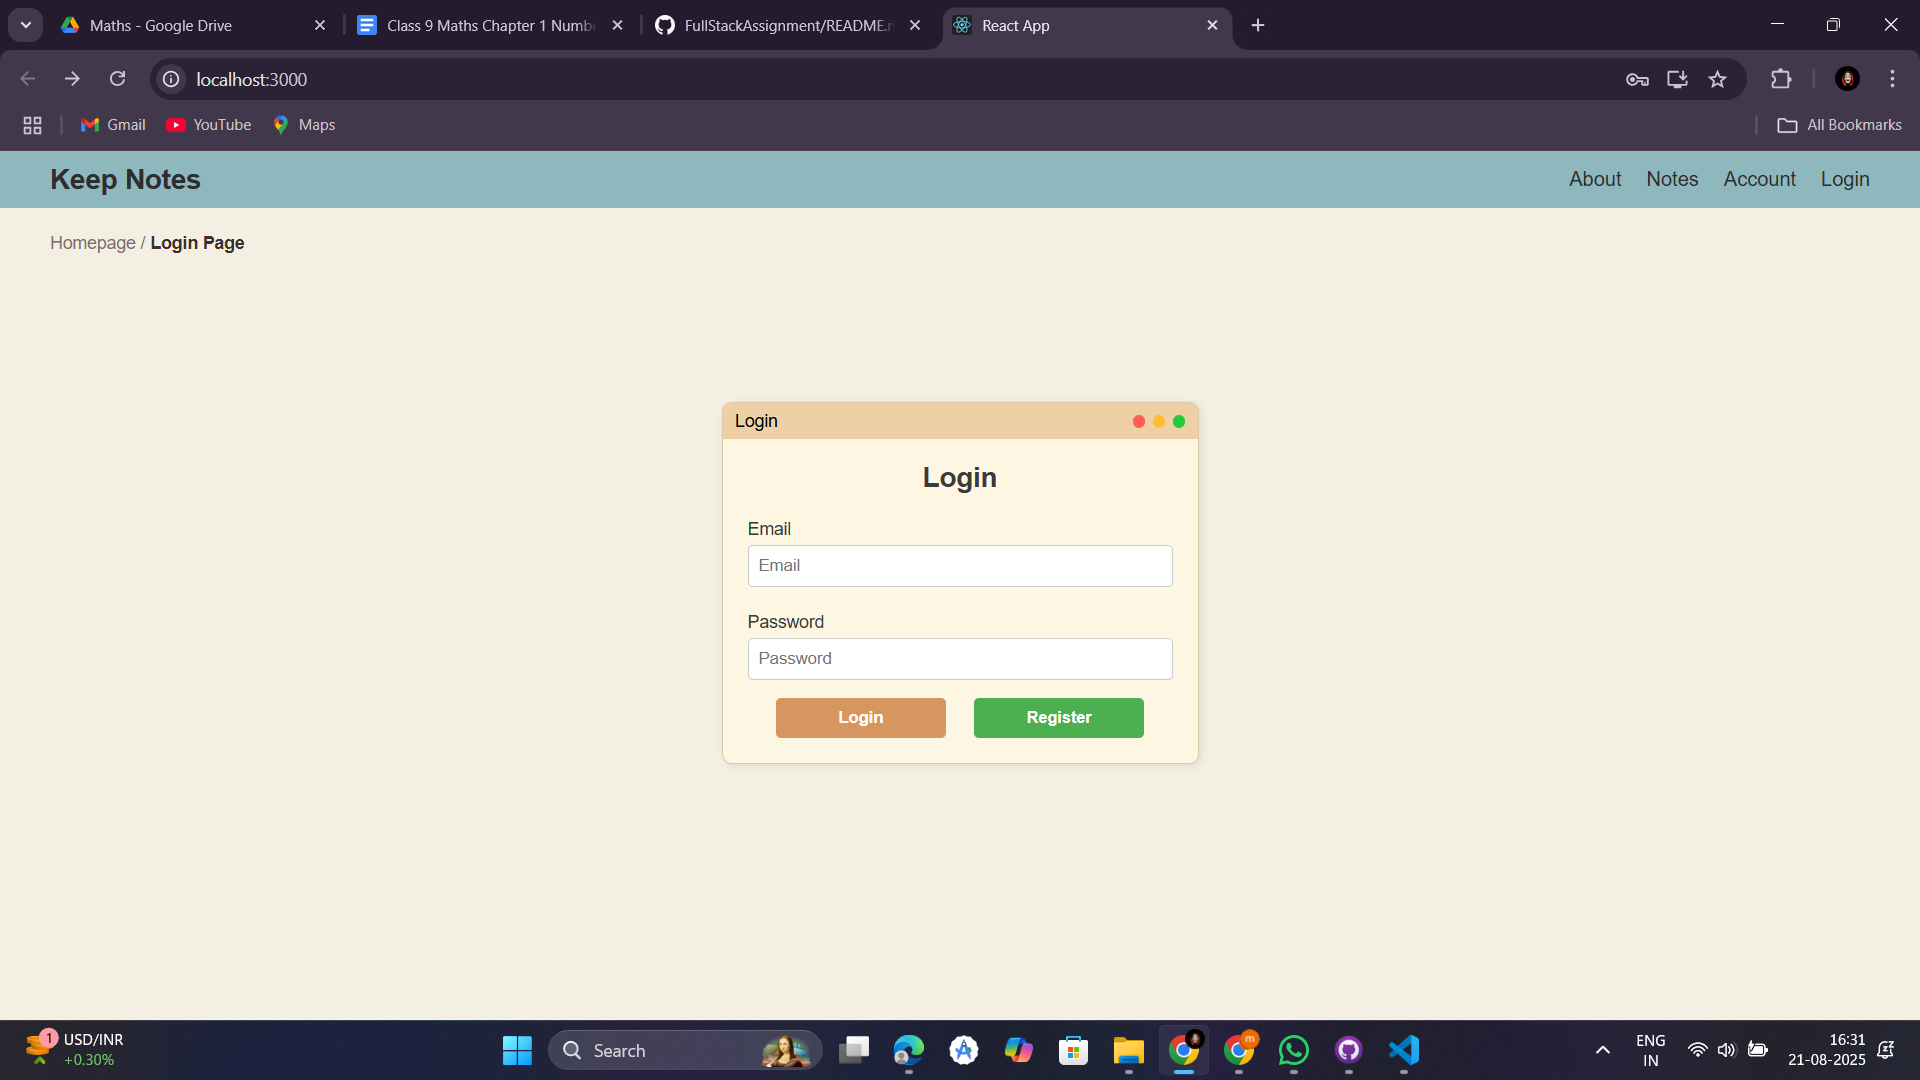 Maths - Google Drive
Class 9 Maths Chapter 1 Numb
FullStackAssignment/README.
React App
localhost:3000
Gmail
YouTube
Maps
All Bookmarks
Keep Notes
About
Notes
Account
Login
Homepage / Login Page
Login
Login
Email
Email
Password
Password
Login
Register
1
USD/INR
+0.30%
Search
m
ENG
IN
16:31
21-08-2025